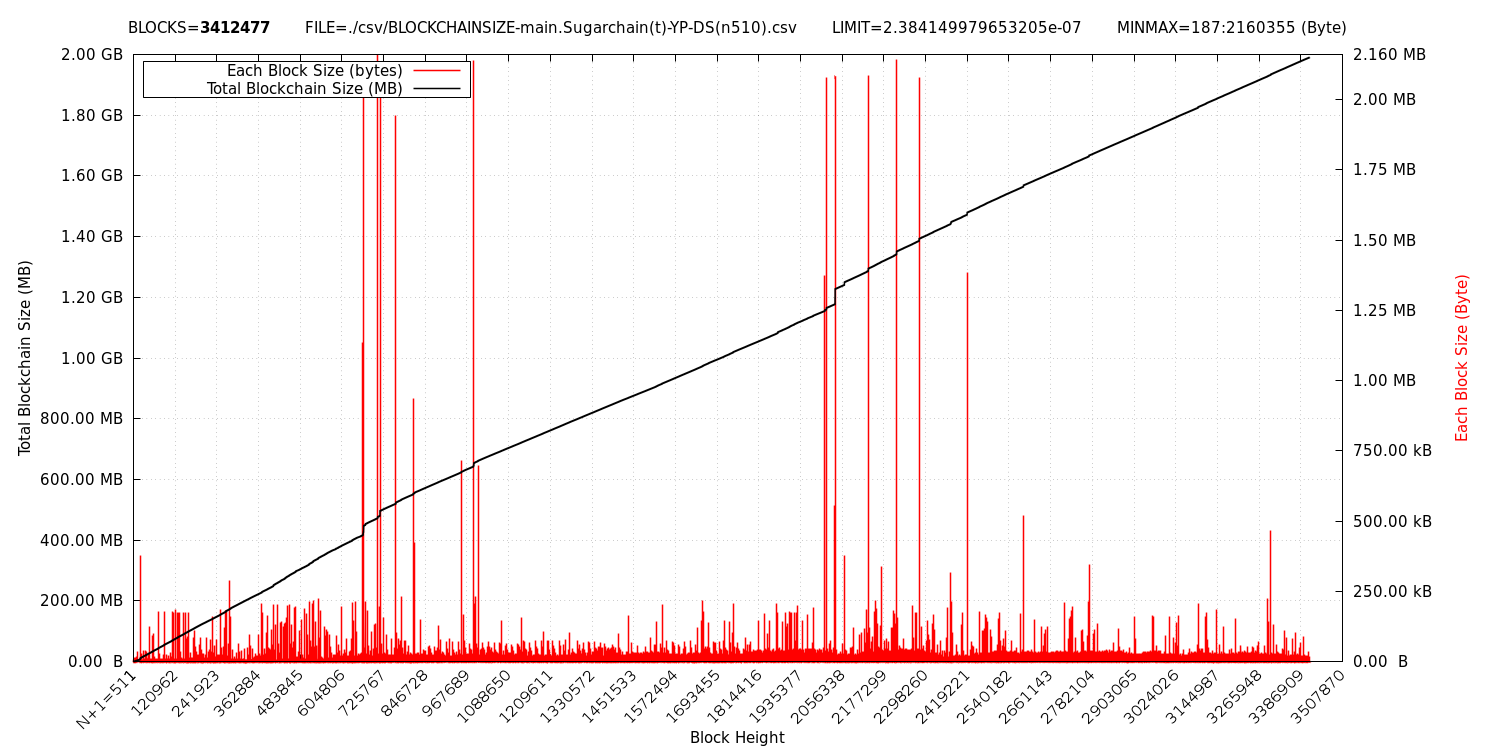 BLOCKS=3412477 FILE=./csv/BLOCKCHAINSIZE-main.Sugarchain(t)-YP-DS(n510).csv LIMIT=2.384149979653205e-07 MINMAX=187:2160355 (Byte)
Each Block Size (bytes)
Total Blockchain Size (MB)
Total Blockchain Size (MB)
2.00 GB
1.80 GB
1.60 GB
1.40 GB
1.20 GB
1.00 GB
800.00 MB
600.00 MB
400.00 MB
200.00 MB
0.00 B
2.160 MB
2.00 MB
1.75 MB
1.50 MB
1.25 MB
1.00 MB
750.00 kB
500.00 kB
250.00 kB
0.00 B
Each Block Size (Byte)
N+1=511
120962
241923
362884
483845
604806
725767
846728
967689
1088650
1209611
1330572
1451533
1572494
1693455
1814416
1935377
2056338
2177299
2298260
2419221
2540182
2661143
2782104
2903065
3024026
3144987
3265948
3386909
3507870
Block Height